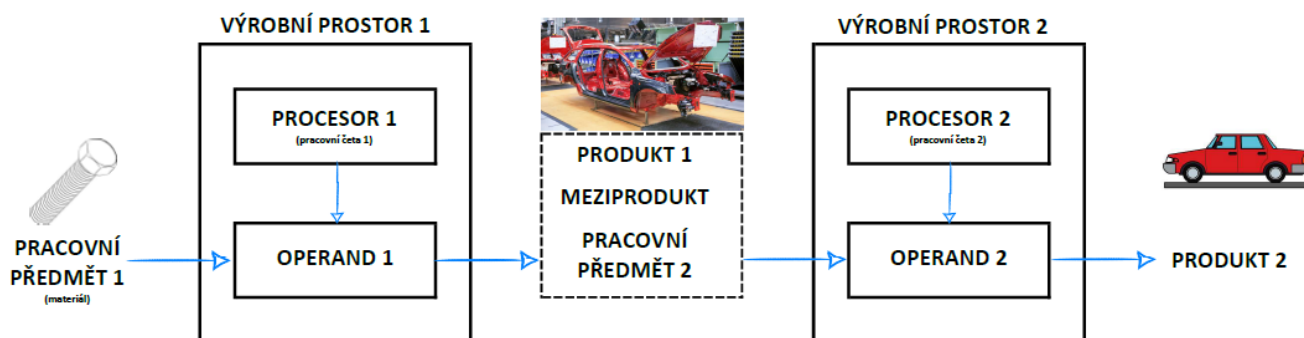 VÝROBNÍ PROSTOR 1
VÝROBNÍ PROSTOR 2
PROCESOR 1
(pracovní četa 1)
PROCESOR 2
(pracovní četa 2)
PRODUKT 1
MEZIPRODUKT
PRACOVNÍ
PŘEDMĚT 2
PRACOVNÍ
PŘEDMĚT 1
(materiál)
OPERAND 1
OPERAND 2
PRODUKT 2